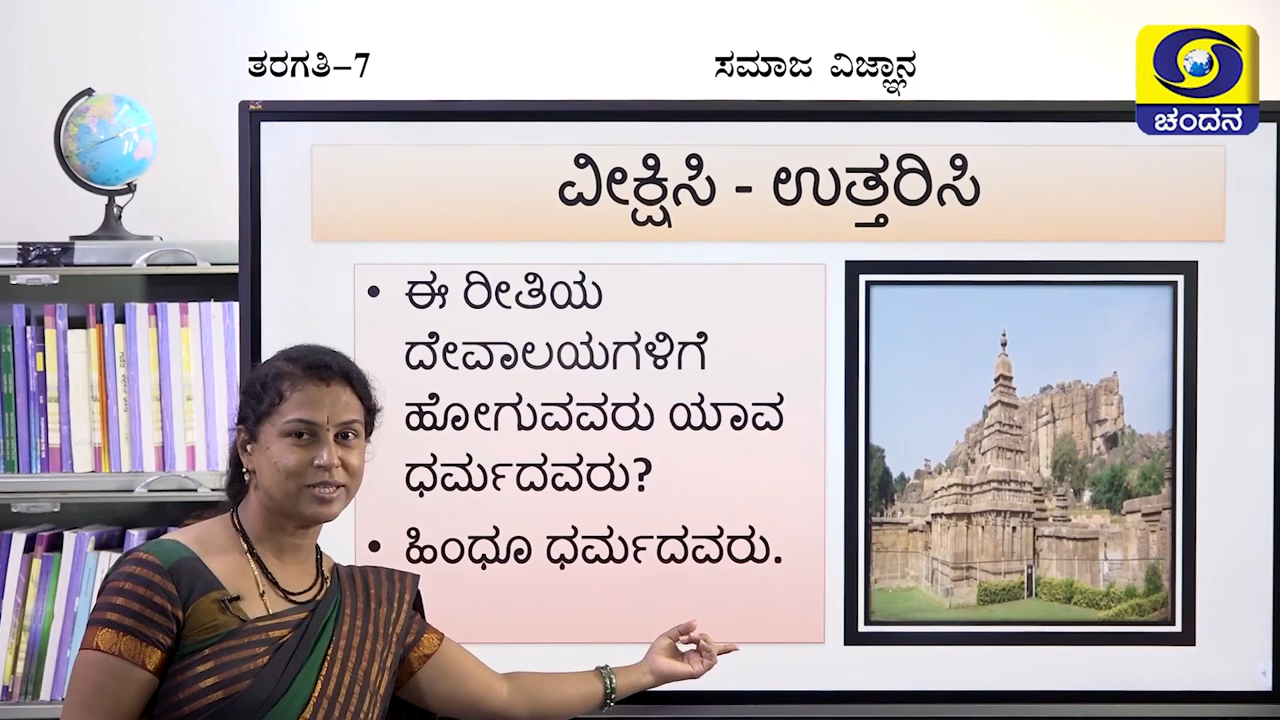 ತರಗತಿ-7
ಸಮಾಜ ವಿಜ್ಞಾನ
ಚಂದನ
ವೀಕ್ಷಿಸಿ - ಉತ್ತರಿಸಿ
• ಈ ರೀತಿಯ
ದೇವಾಲಯಗಳಿಗೆ
ಹೋಗುವವರು ಯಾವ
ಧರ್ಮದವರು?
• ಹಿಂಧೂ ಧರ್ಮದವರು.